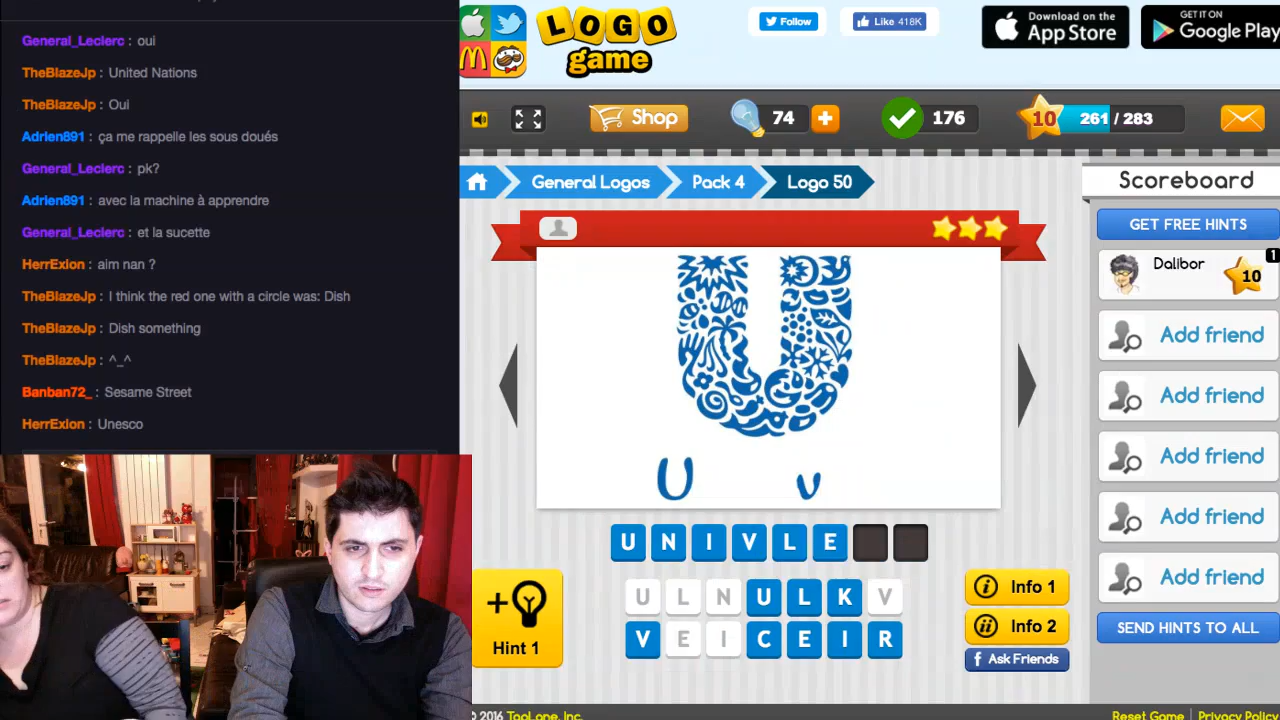 General_Leclerc : oui
TheBlazeJp : United Nations
TheBlazeJp : Oui
Adrien891 : ça me rappelle les sous doués
General_Leclerc : pk?
Adrien891 : avec la machine à apprendre
General_Leclerc : et la sucette
HerrExlon : aim nan ?
TheBlazeJp : I think the red one with a circle was: Dish
TheBlazeJp : Dish something
TheBlazeJp : ^_^
Banban72_ : Sesame Street
HerrExlon : Unesco
LOGO
game
Follow
Like 418K
Download on the
App Store
GET IT ON
Google Play
Shop
74
176
10
261 / 283
General Logos
Pack 4
Logo 50
Scoreboard
GET FREE HINTS
Dalibor
1
10
Add friend
Add friend
Add friend
Add friend
Add friend
SEND HINTS TO ALL
U
U v
U N I V L E
U L N U L K V
V E I C E I R
+
Hint 1
i Info 1
ii Info 2
f Ask Friends
© 2016 TapLane, Inc.
Reset Game | Privacy Policy